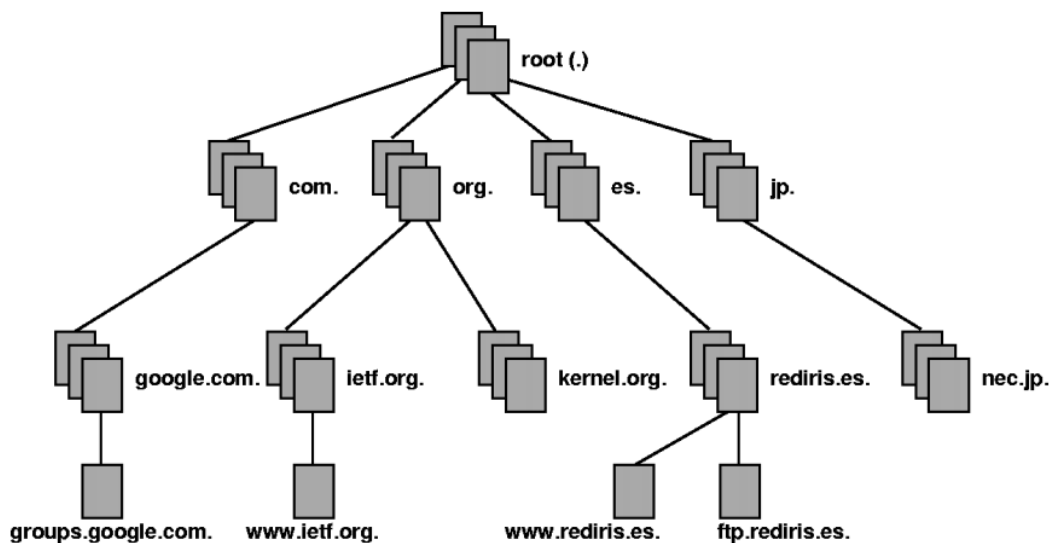 root (.)
com.
org.
es.
jp.
google.com.
ietf.org.
kernel.org.
rediris.es.
nec.jp.
groups.google.com.
www.ietf.org.
www.rediris.es.
ftp.rediris.es.